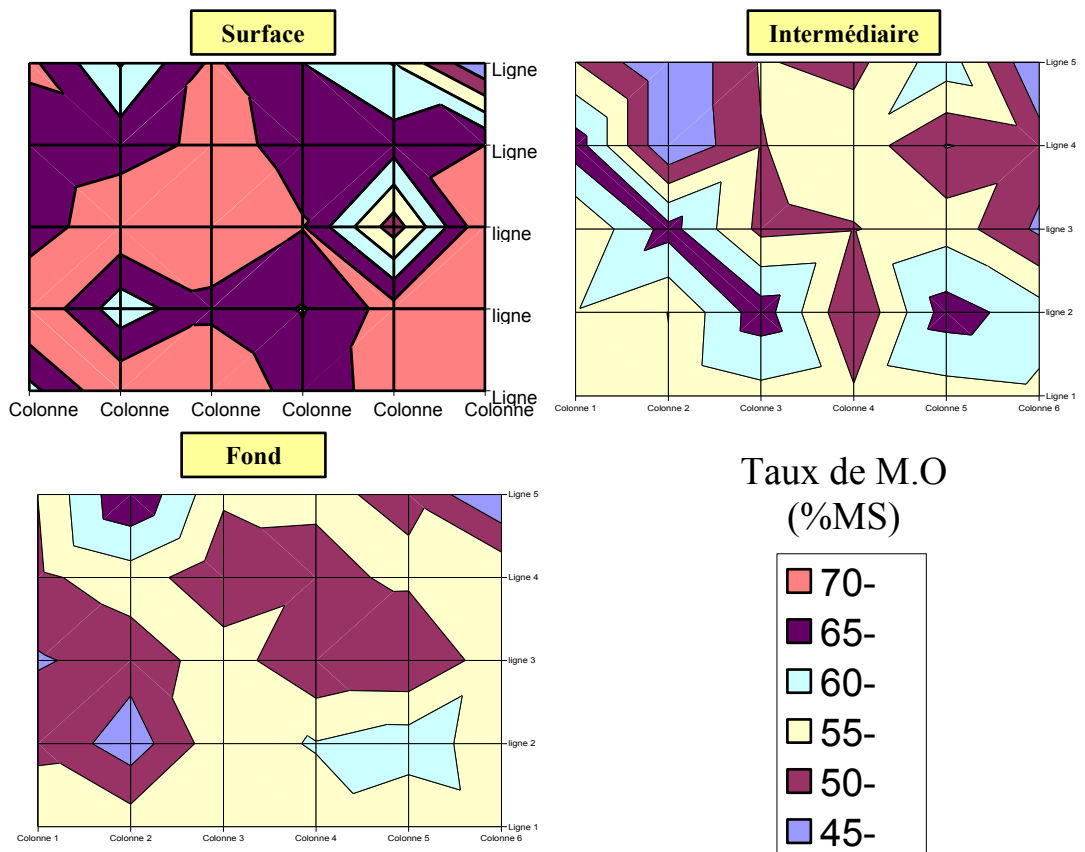 Surface
Ligne
Ligne
ligne
ligne
Ligne
Colonne Colonne Colonne Colonne Colonne Colonne
Intermédiaire
Ligne 5
Ligne 4
ligne 3
ligne 2
Ligne 1
Colonne 1 Colonne 2 Colonne 3 Colonne 4 Colonne 5 Colonne 6
Fond
Ligne 5
Ligne 4
ligne 3
ligne 2
Ligne 1
Colonne 1 Colonne 2 Colonne 3 Colonne 4 Colonne 5 Colonne 6
Taux de M.O
(%MS)
70-
65-
60-
55-
50-
45-